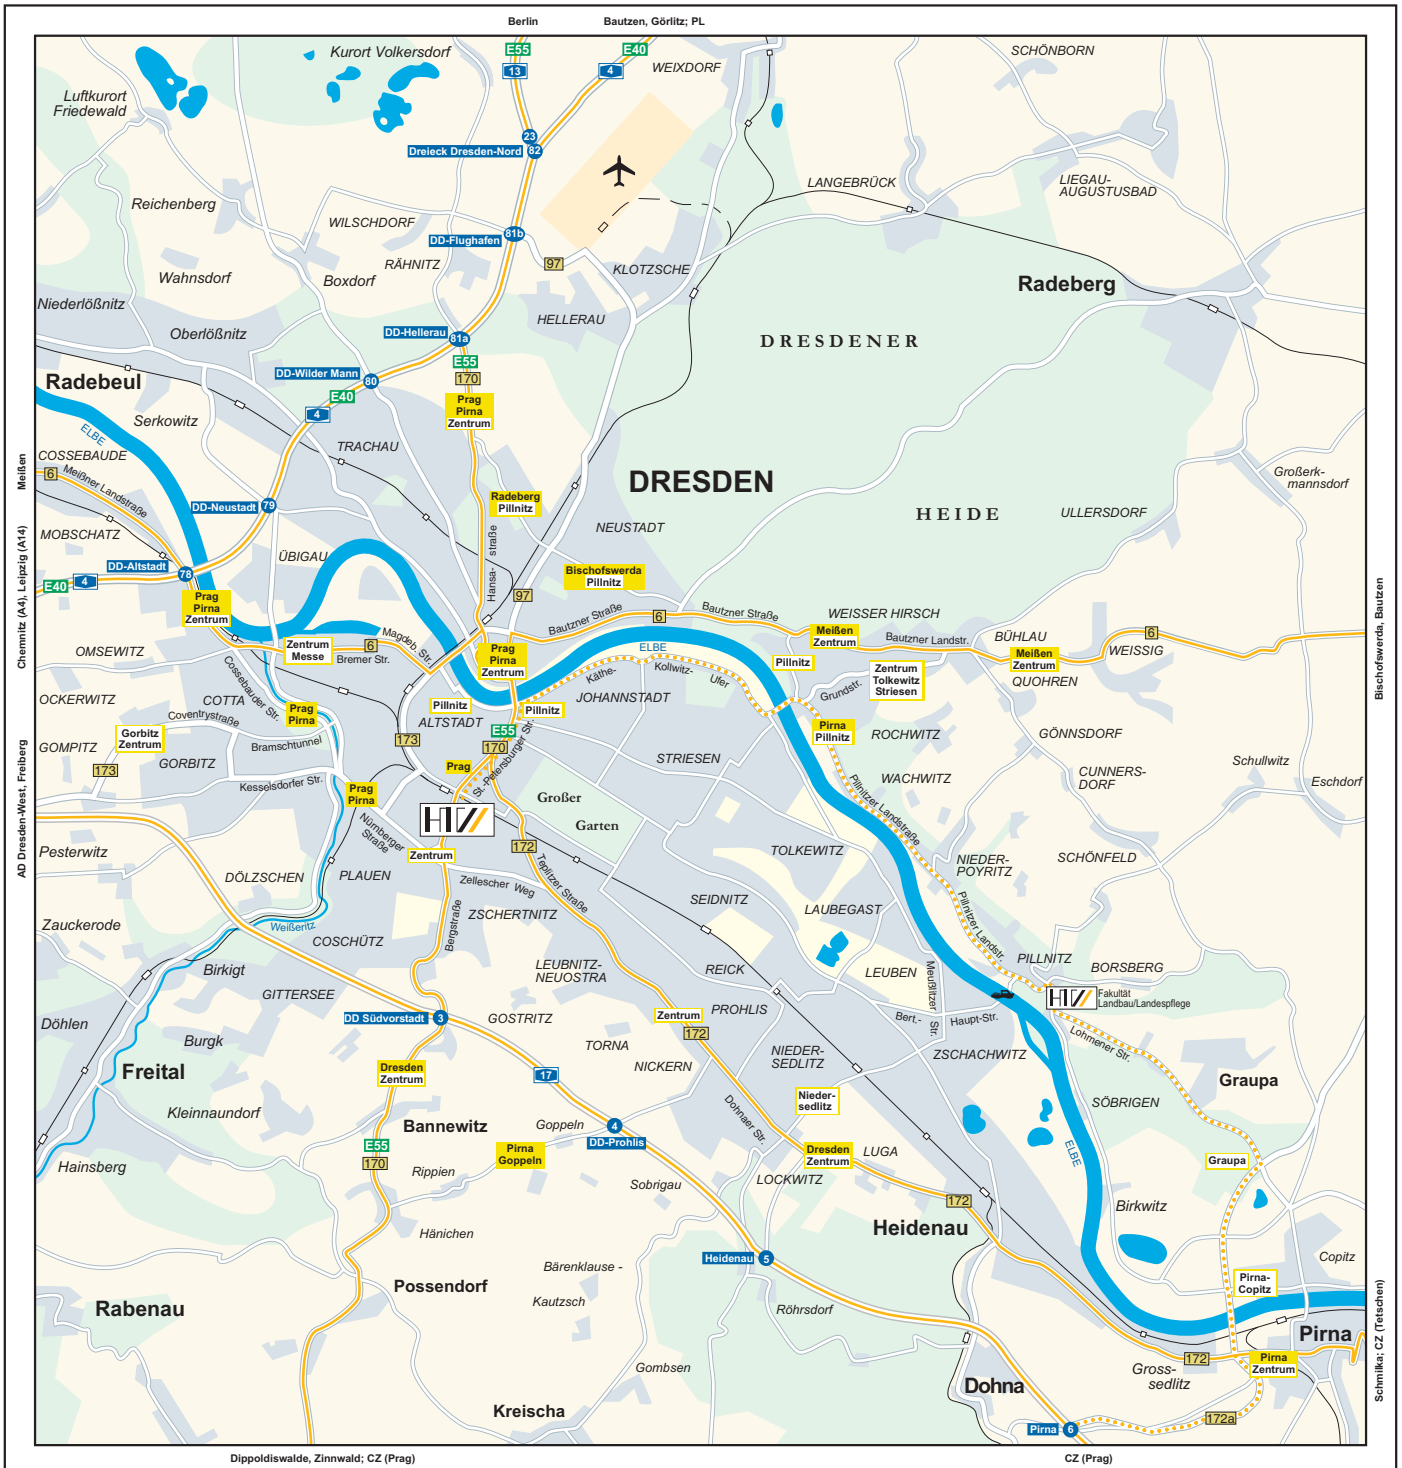 Berlin
Bautzen, Görlitz; PL
E55
E40
13
4
Kurort Volkersdorf
WEIXDORF
SCHÖNBORN
Luftkurort
Friedewald
23
Dreieck Dresden-Nord
82
LANGEBRÜCK
LIEGAU-
AUGUSTUSBAD
Reichenberg
WILSCHDORF
DD-Flughafen
81b
RÄHNITZ
97
KLOTZSCHE
Wahnsdorf
Boxdorf
Radeberg
Niederlößnitz
Oberlößnitz
HELLERAU
DD-Hellerau
81a
DRESDENER
E55
170
DD-Wilder Mann
80
Radebeul
E40
4
Prag
Pirna
Zentrum
Serkowitz
ELBE
TRACHAU
COSSEBAUDE
6
Meißner Landstraße
Meißen
DRESDEN
Großerk-
mannsdorf
DD-Neustadt
79
Radeberg
Pillnitz
HEIDE
ULLERSDORF
NEUSTADT
MOBSCHATZ
Hansa-
straße
ÜBIGAU
DD-Altstadt
78
E40
4
Chemnitz (A4), Leipzig (A14)
Bischofswerda
Pillnitz
97
Prag
Pirna
Zentrum
Bautzner Straße
6
Bautzner Straße
WEISSER HIRSCH
Meißen
Zentrum
Bautzner Landstr.
BÜHLAU
6
Bischofswerda, Bautzen
Magdeb. Str.
Zentrum
Messe
6
Bremer Str.
OMSEWITZ
Prag
Pirna
Zentrum
ELBE
Pillnitz
Zentrum
Tolkewitz
Striesen
Meißen
Zentrum
WEISSIG
QUOHREN
Cossebauder Str.
Käthe-
Kollwitz-
Ufer
Grundstr.
OCKERWITZ
COTTA
Pillnitz
Pillnitz
JOHANNSTADT
Coventrystraße
Prag
Pirna
ALTSTADT
Pirna
Pillnitz
ROCHWITZ
GÖNNSDORF
GOMPITZ
Gorbitz
Zentrum
Bramschtunnel
173
E55
170
St.-Petersburger Str.
STRIESEN
GORBITZ
173
Kesselsdorfer Str.
Prag
WACHWITZ
CUNNERS-
DORF
Schullwitz
Eschdorf
Prag
Pirna
Großer
Garten
HTW
Nürnberger
Straße
Pillnitzer Landstraße
AD Dresden-West, Freiberg
Pesterwitz
Zentrum
172
TOLKEWITZ
NIEDER-
POYRITZ
SCHÖNFELD
DÖLZSCHEN
PLAUEN
Zellescher Weg
Teplitzer Straße
SEIDNITZ
LAUBEGAST
Zauckerode
Weißeritz
COSCHÜTZ
Bergstraße
ZSCHERTNITZ
Pillnitzer Landstr.
PILLNITZ
BORSBERG
Birkigt
LEUBNITZ-
NEUOSTRA
REICK
LEUBEN
Meußlitzer Str.
GITTERSEE
PROHLIS
HTW
Fakultät
Landbau/Landespflege
Döhlen
DD Südvorstadt
3
GOSTRITZ
Zentrum
172
Bert.-
Haupt-Str.
Lohmener Str.
Burgk
TORNA
NICKERN
NIEDER-
SEDLITZ
ZSCHACHWITZ
Freital
Dresden
Zentrum
17
Graupa
Kleinnaundorf
Nieder-
sedlitz
SÖBRIGEN
Bannewitz
Goppeln
4
DD-Prohlis
Dohnaer Str.
E55
170
Pirna
Goppeln
Dresden
Zentrum
LUGA
ELBE
Graupa
Hainsberg
Rippien
Sobrigau
LOCKWITZ
172
Birkwitz
Hänichen
Heidenau
Heidenau
5
Copitz
Bärenklause -
Kautzsch
Possendorf
Pirna-
Copitz
Rabenau
Röhrsdorf
Pirna
Schmilka; CZ (Tetschen)
Gombsen
172
Pirna
Zentrum
Gross-
sedlitz
Dohna
Kreischa
172a
Pirna
6
Dippoldiswalde, Zinnwald; CZ (Prag)
CZ (Prag)